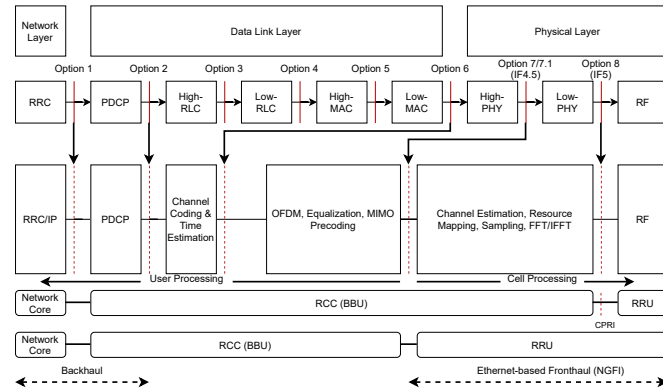 Network
Layer
Data Link Layer
Physical Layer
Option 1
Option 2
Option 3
Option 4
Option 5
Option 6
Option 7/7.1
(IF4.5)
Option 8
(IF5)
RRC
PDCP
High-
RLC
Low-
RLC
High-
MAC
Low-
MAC
High-
PHY
Low-
PHY
RF
RRC/IP
PDCP
Channel
Coding &
Time
Estimation
OFDM, Equalization, MIMO
Precoding
Channel Estimation, Resource
Mapping, Sampling, FFT/IFFT
RF
User Processing
Cell Processing
Network
Core
RCC (BBU)
RRU
CPRI
Network
Core
RCC (BBU)
RRU
Backhaul
Ethernet-based Fronthaul (NGFI)